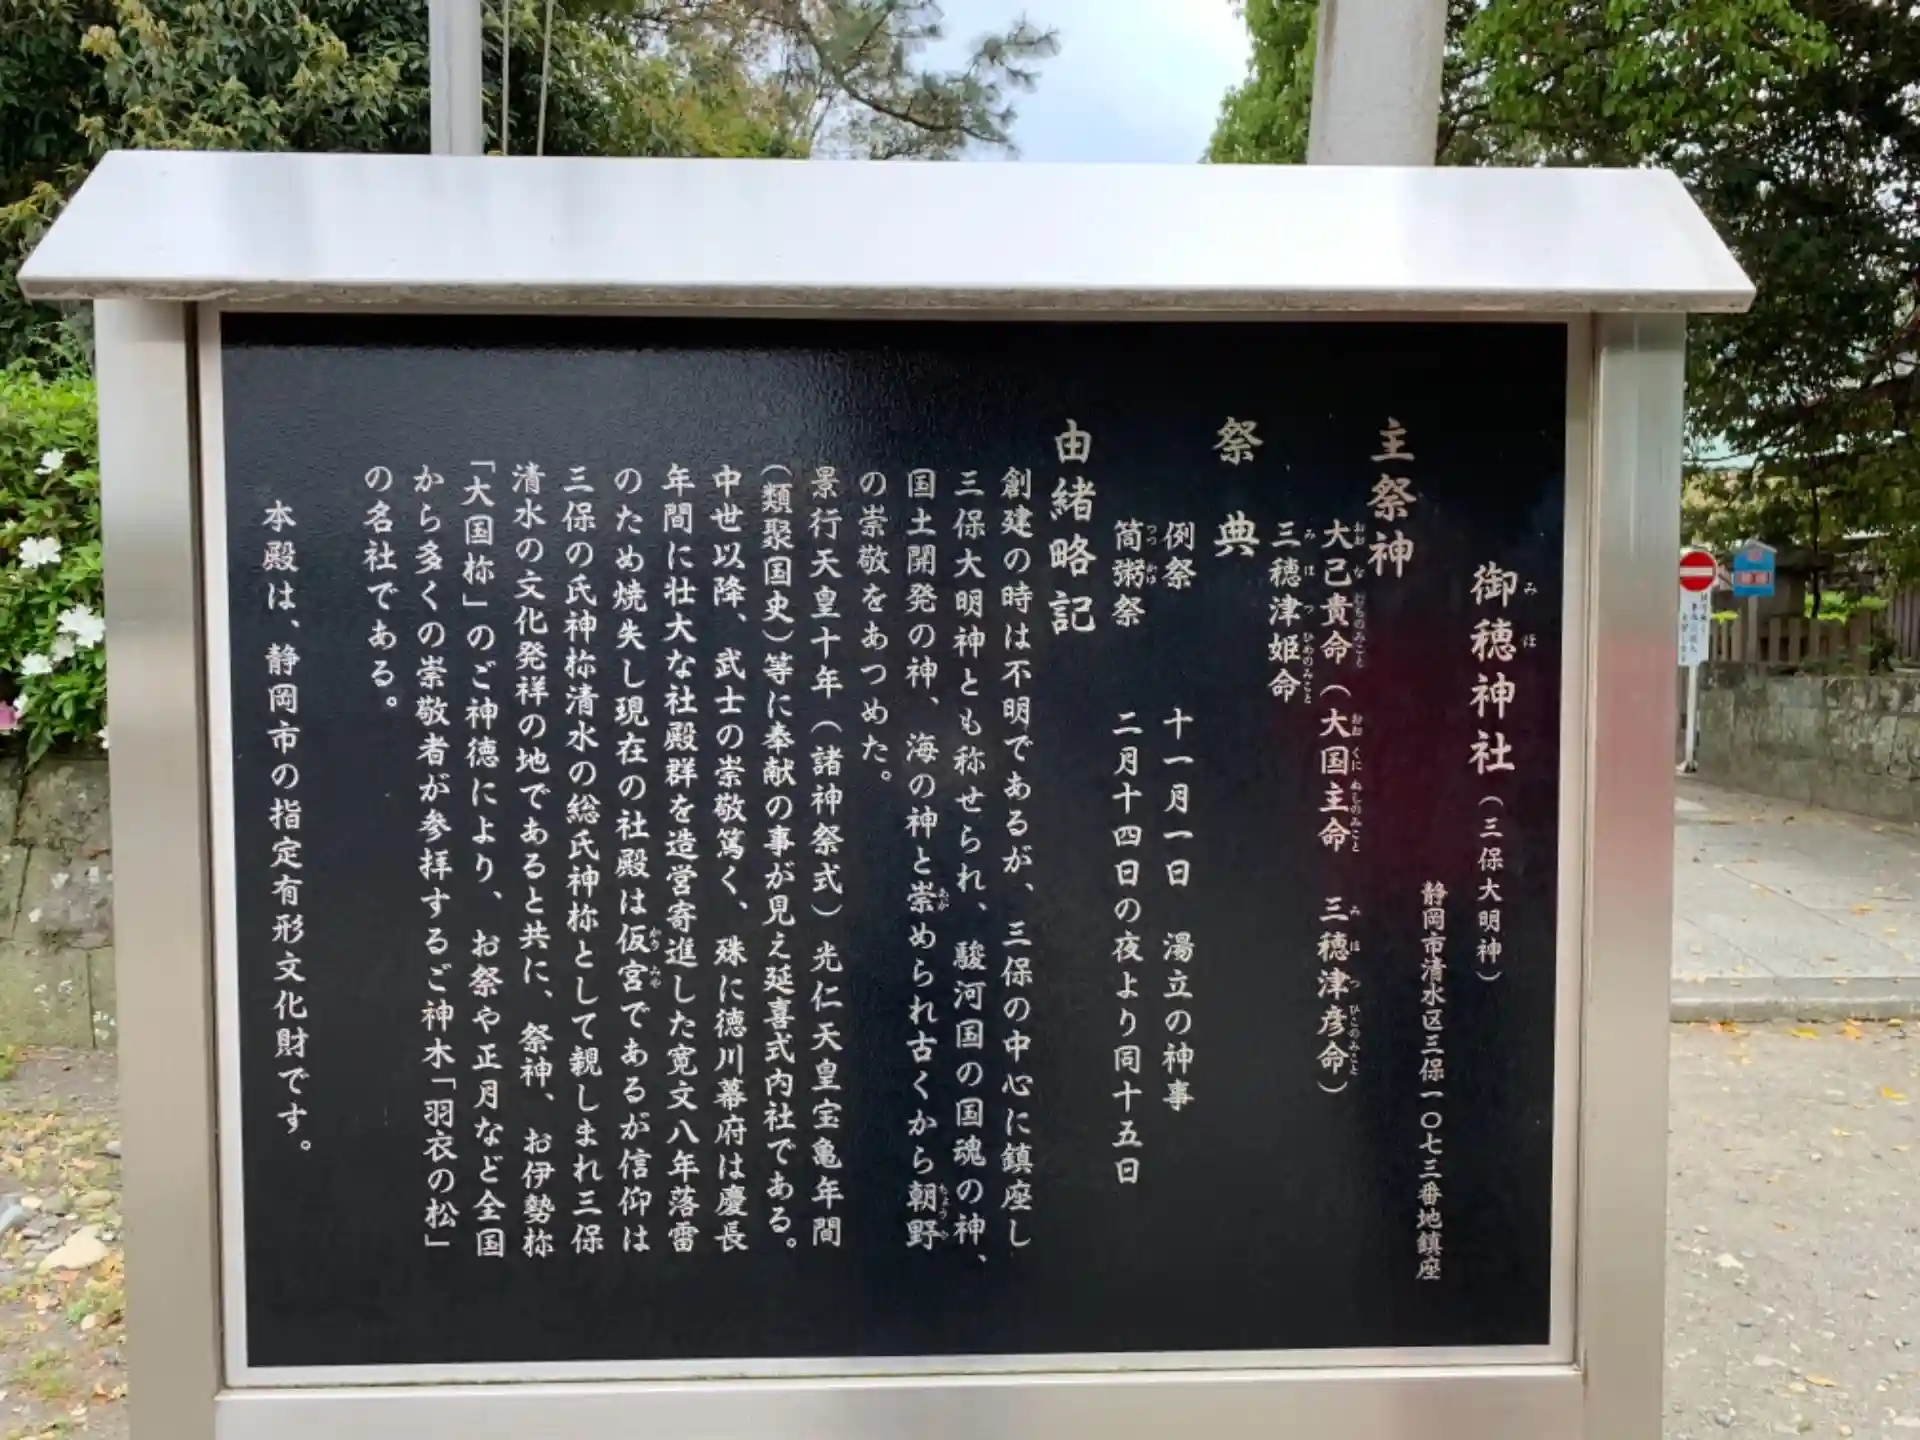 御穂神社(三保大明神)
静岡市清水区三保一〇七三番地鎮座
主祭神
大己貴命(大国主命 三穂津彦命)
三穂津姫命
祭典
例祭 十一月一日 湯立の神事
筒粥祭 二月十四日の夜より同十五日
由緒略記
創建の時は不明であるが、三保の中心に鎮座し
三保大明神とも称せられ、駿河国の国魂の神、
国土開発の神、海の神と崇められ古くから朝野
の崇敬をあつめた。
景行天皇十年(諸神祭式)光仁天皇宝亀年間
(類聚国史)等に奉献の事が見え延喜式内社である。
中世以降、武士の崇敬篤く、殊に徳川幕府は慶長
年間に壮大な社殿群を造営寄進した寛文八年落雷
のため焼失し現在の社殿は仮宮であるが信仰は
三保の氏神祢清水の総氏神祢として親しまれ三保
清水の文化発祥の地であると共に、祭神、お伊勢祢
「大国祢」のご神徳により、お祭や正月など全国
から多くの崇敬者が参拝するご神木「羽衣の松」
の名社である。
本殿は、静岡市の指定有形文化財です。